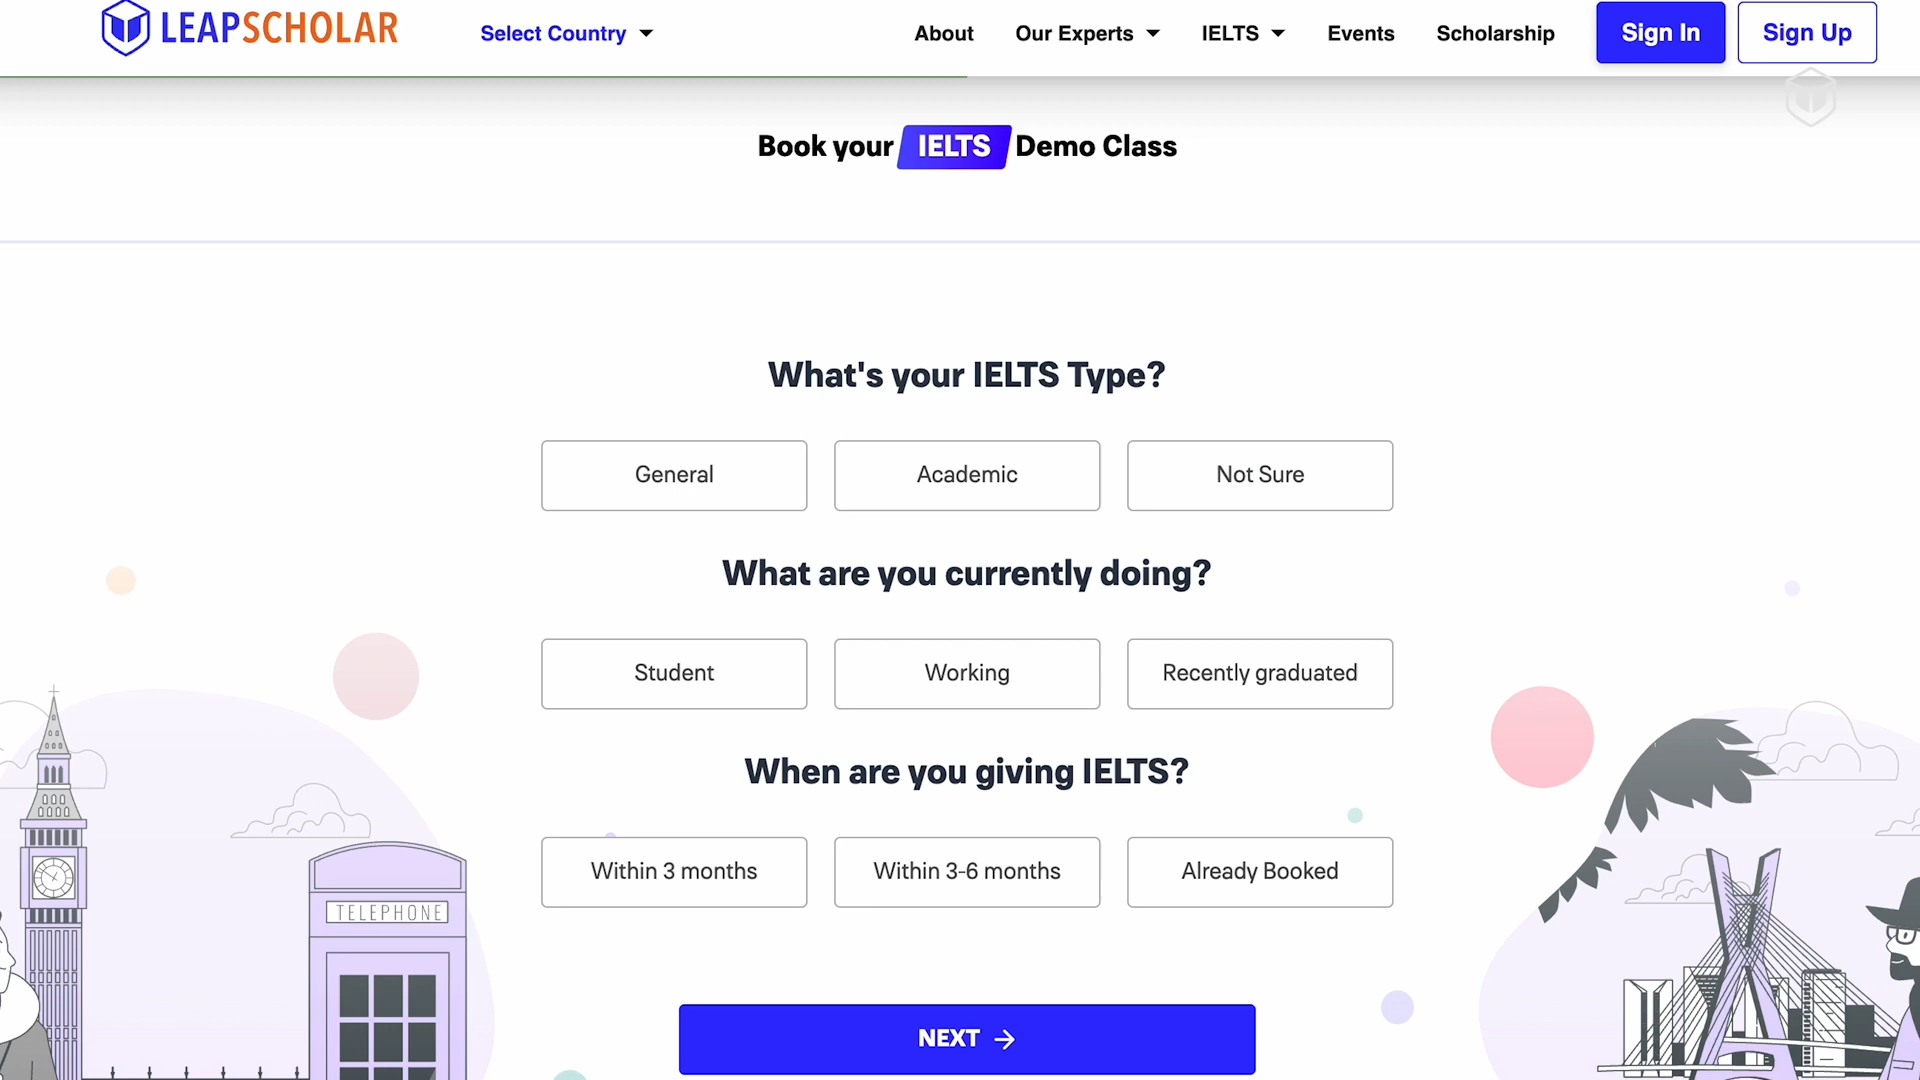 LEAPSCHOLAR Select Country About Our Experts IELTS Events Scholarship Sign In Sign Up
Book your IELTS Demo Class
What's your IELTS Type?
General Academic Not Sure
What are you currently doing?
Student Working Recently graduated
When are you giving IELTS?
Within 3 months Within 3-6 months Already Booked
TELEPHONE
NEXT →